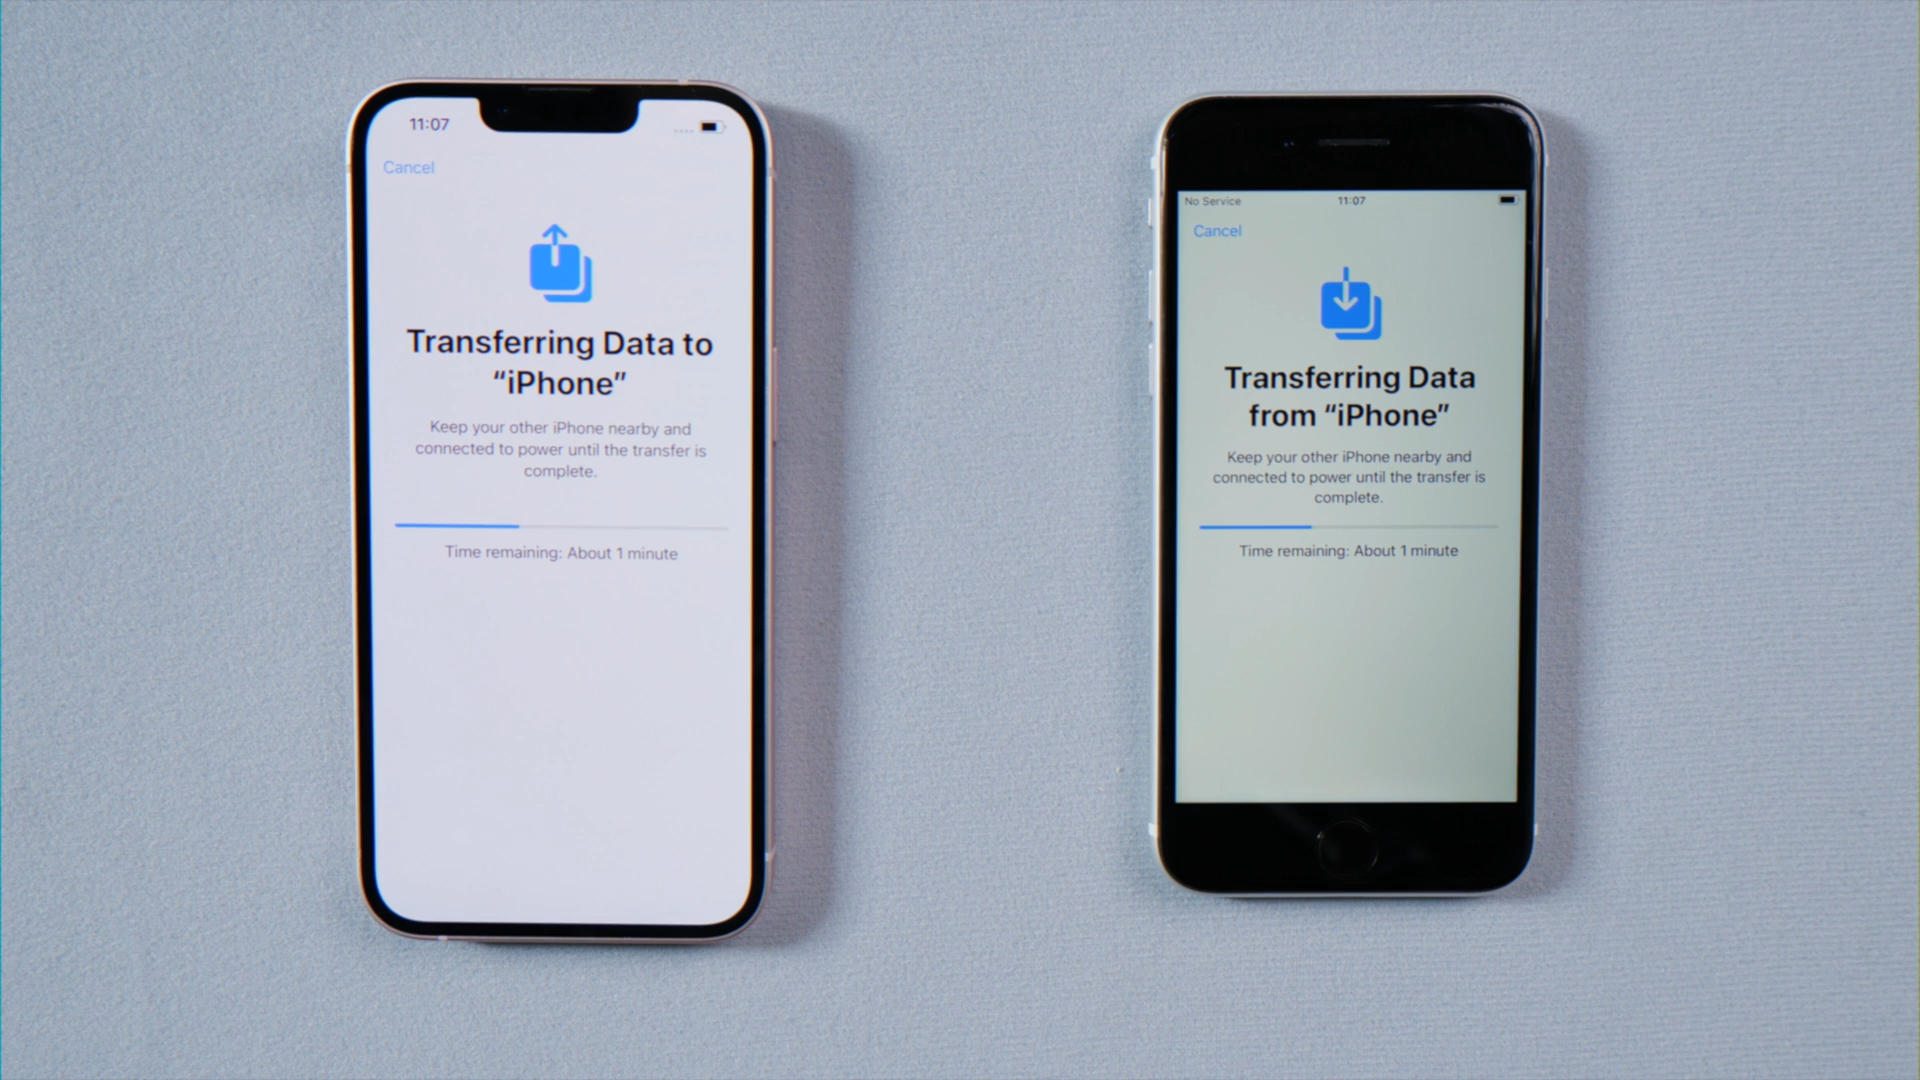 11:07
Cancel
Transferring Data to
“iPhone”
Keep your other iPhone nearby and
connected to power until the transfer is
complete.
Time remaining: About 1 minute
No Service
11:07
Cancel
Transferring Data
from “iPhone”
Keep your other iPhone nearby and
connected to power until the transfer is
complete.
Time remaining: About 1 minute